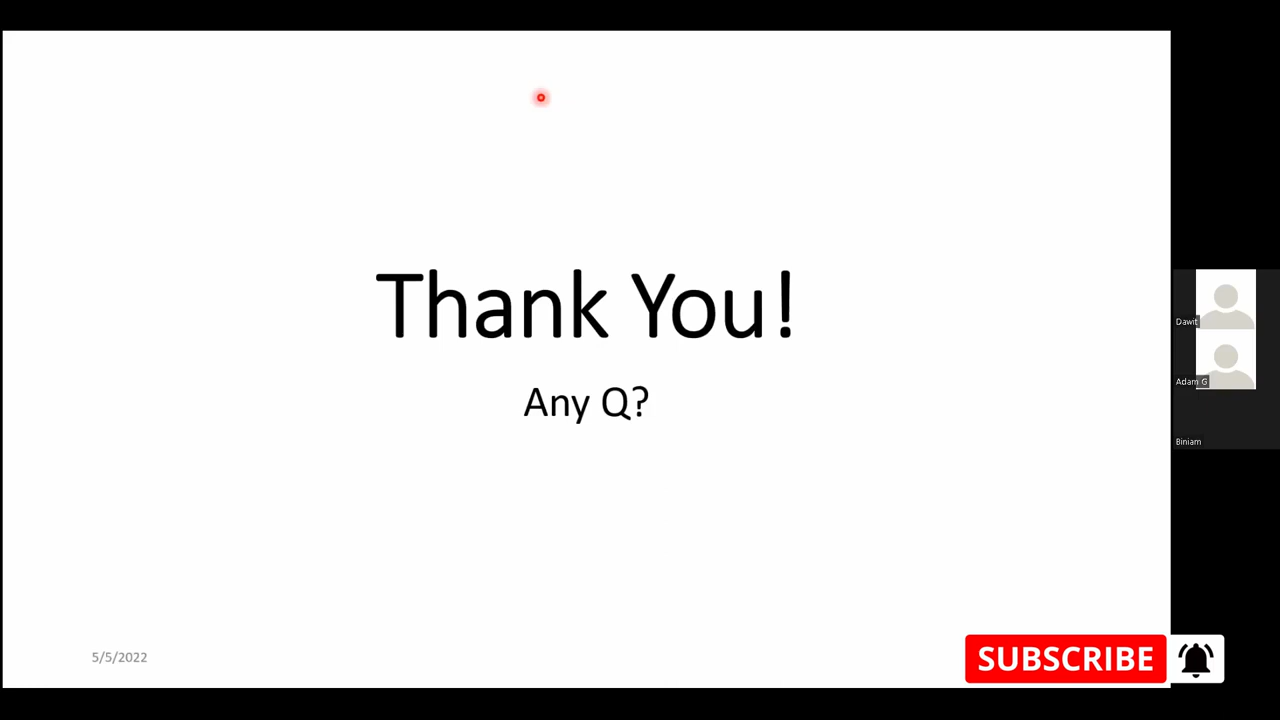 Thank You!
Any Q?
Dawit
Adam G
Biniam
5/5/2022
SUBSCRIBE